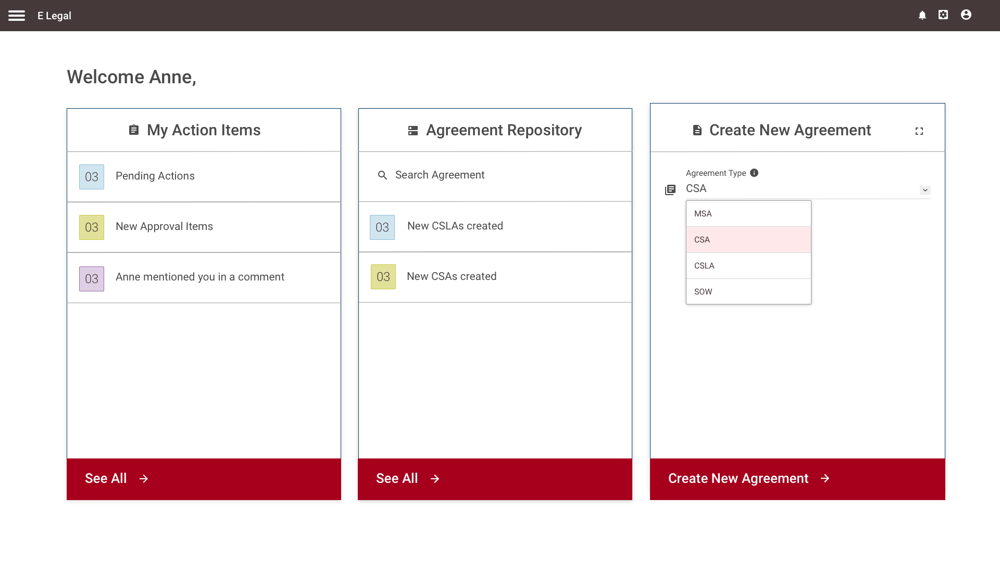 E Legal
Welcome Anne,
My Action Items
03 Pending Actions
03 New Approval Items
03 Anne mentioned you in a comment
See All
Agreement Repository
Search Agreement
03 New CSLAs created
03 New CSAs created
See All
Create New Agreement
Agreement Type
CSA
MSA
CSA
CSLA
SOW
Create New Agreement